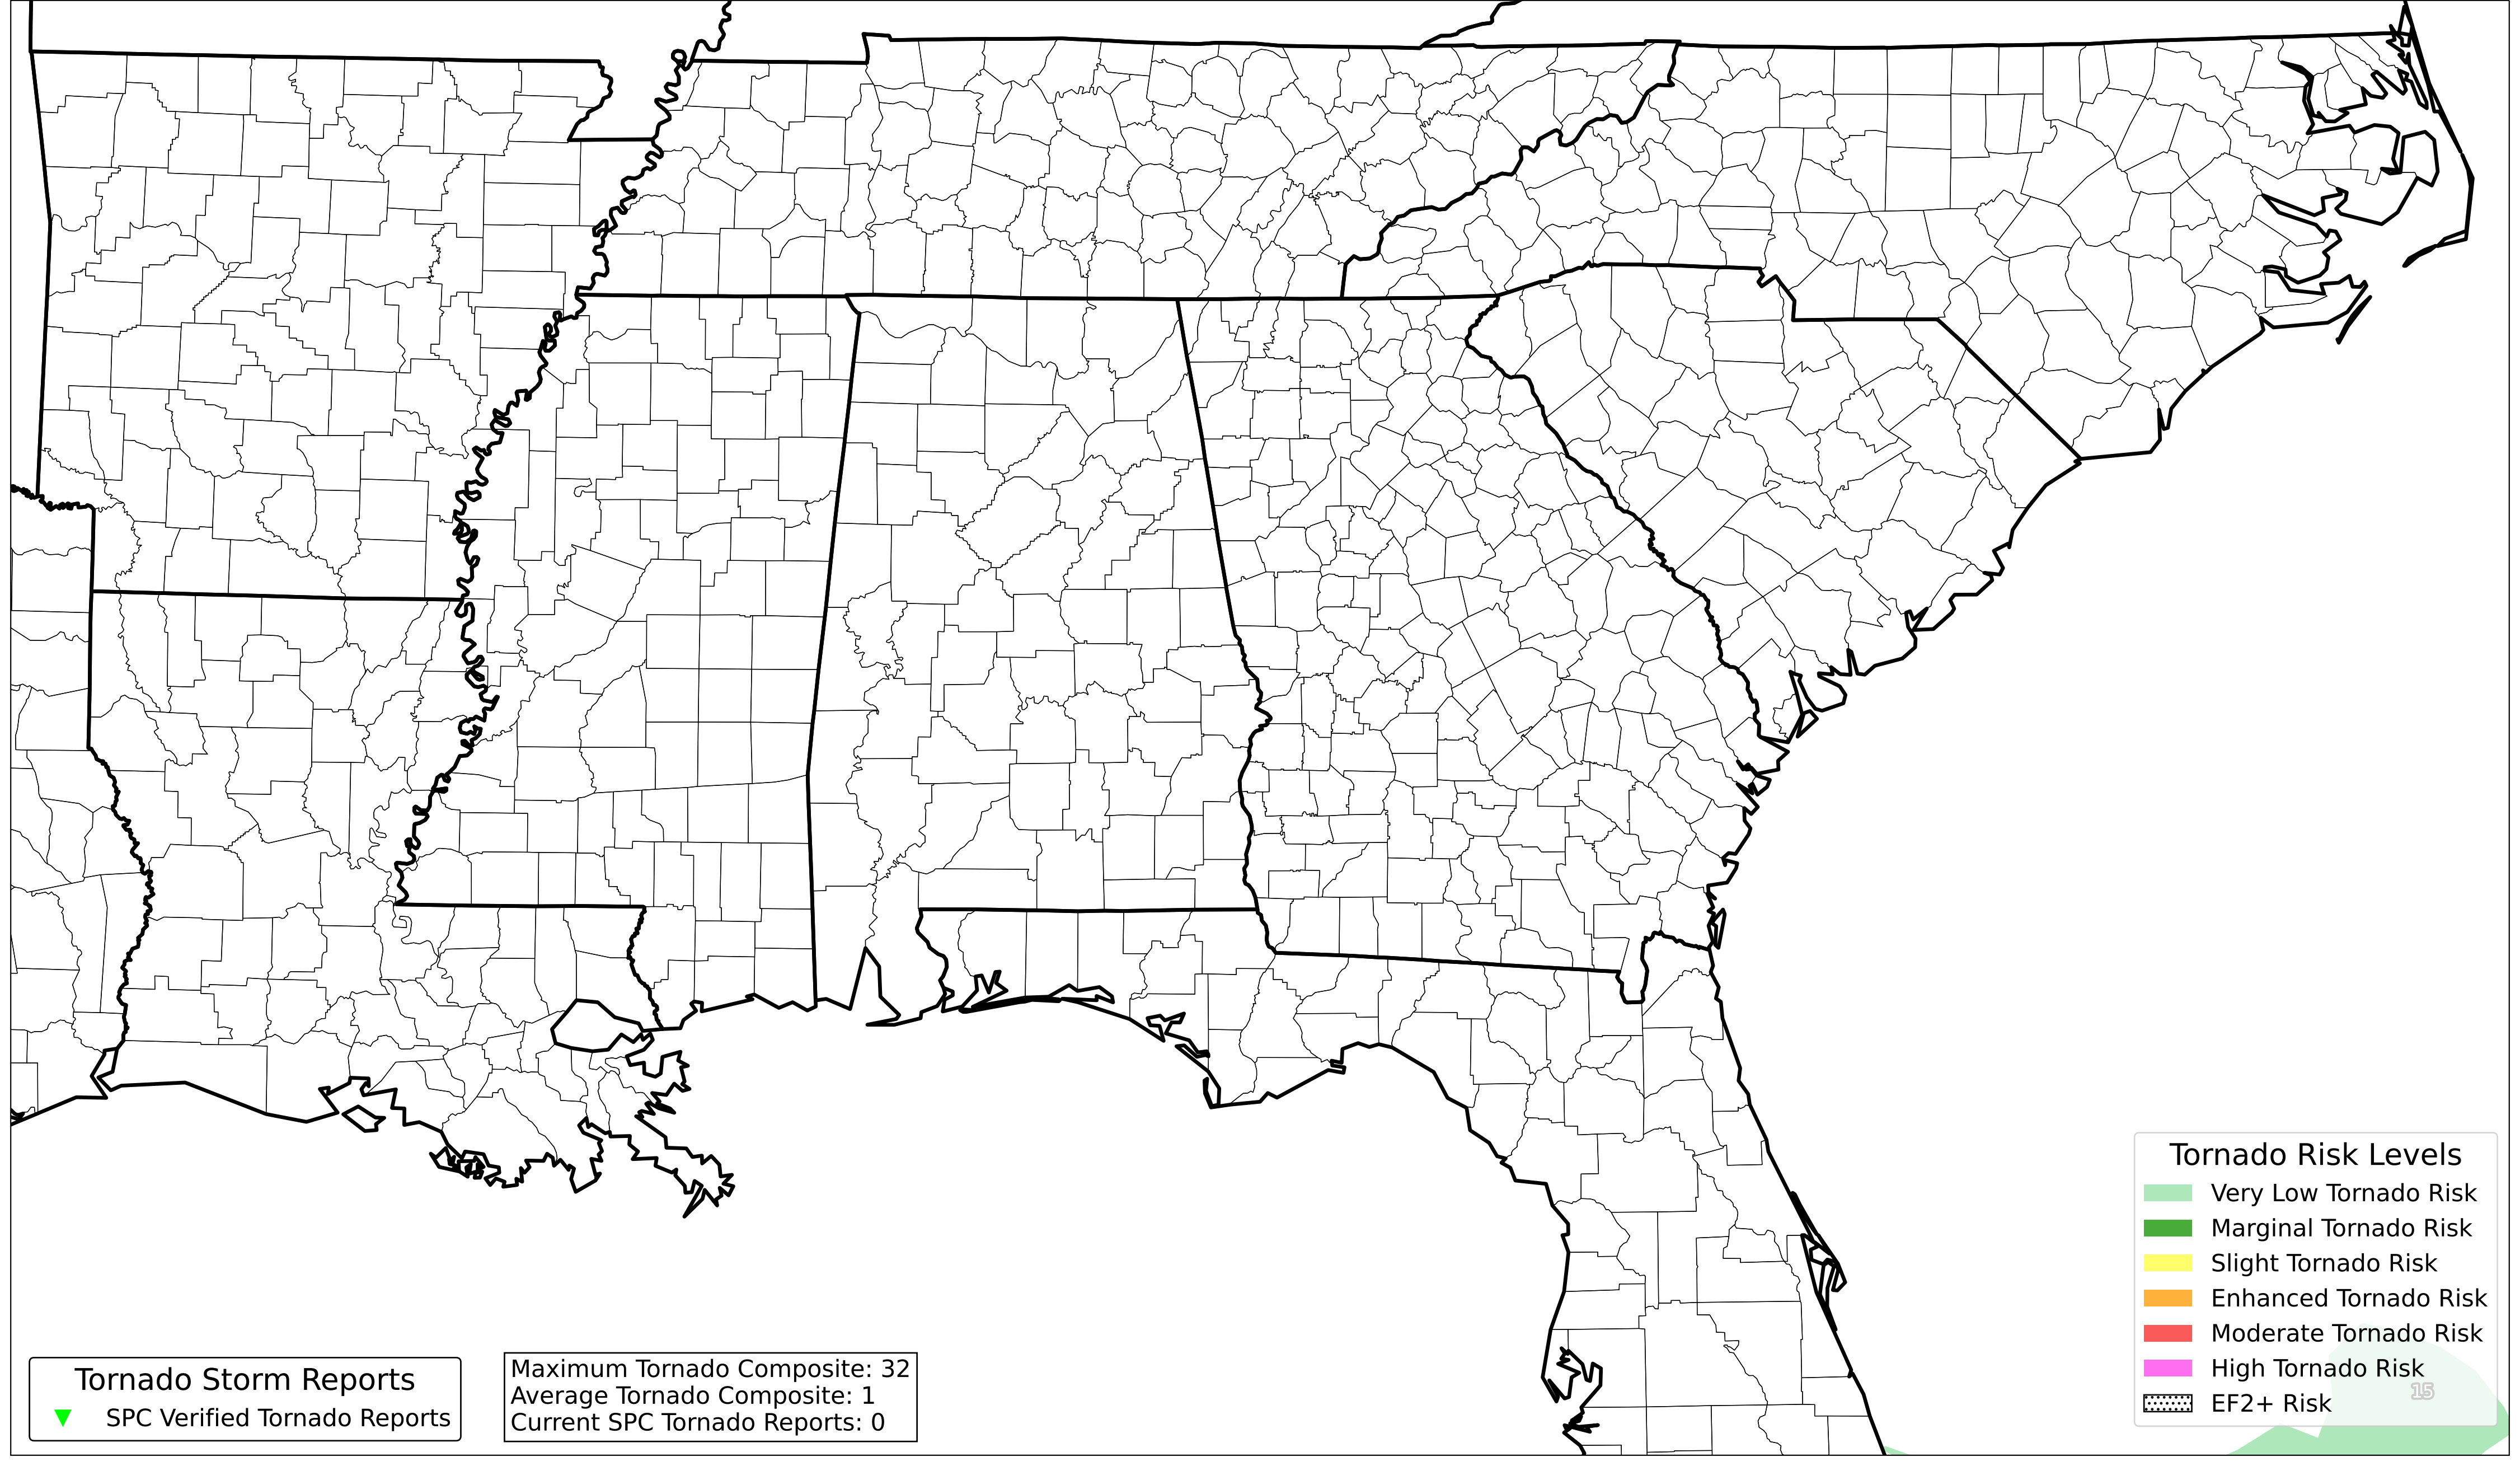 Tornado Risk Levels
Very Low Tornado Risk
Marginal Tornado Risk
Slight Tornado Risk
Enhanced Tornado Risk
Moderate Tornado Risk
High Tornado Risk
15
EF2+ Risk
Tornado Storm Reports
SPC Verified Tornado Reports
Maximum Tornado Composite: 32
Average Tornado Composite: 1
Current SPC Tornado Reports: 0